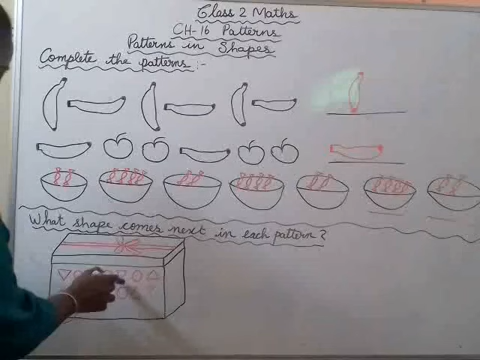 Class 2 Maths
CH-16 Patterns
Patterns in Shapes
Complete the patterns :-
What shape comes next in each pattern?